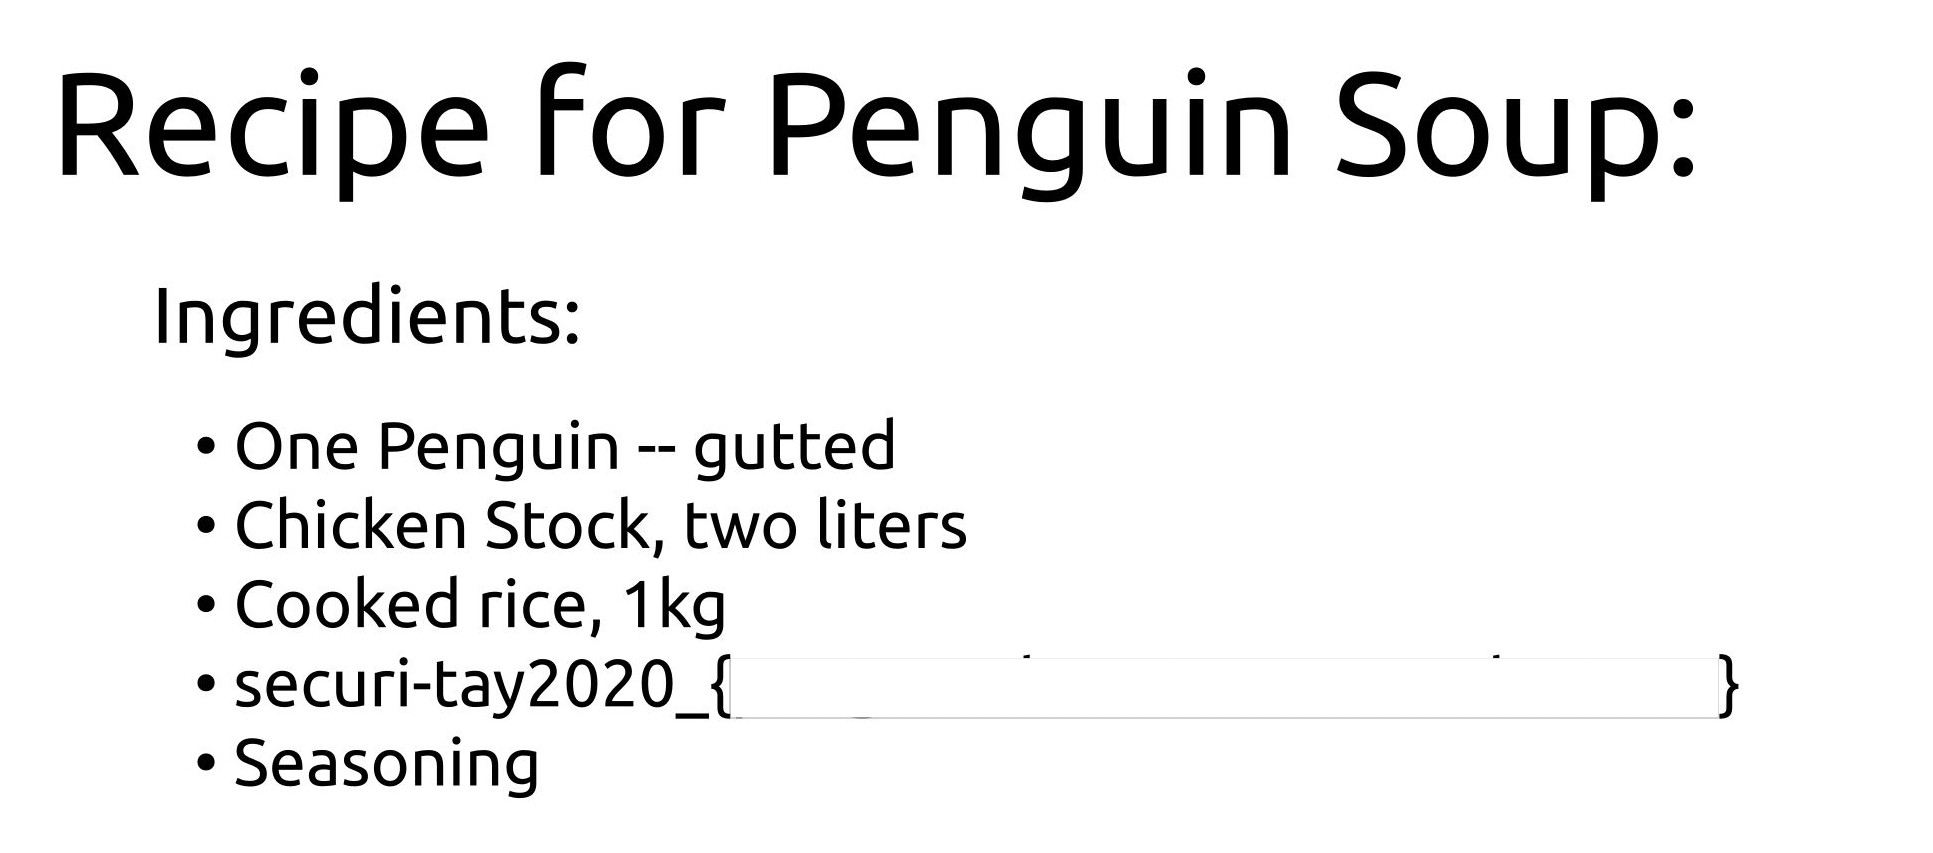 Recipe for Penguin Soup:
Ingredients:
• One Penguin -- gutted
• Chicken Stock, two liters
• Cooked rice, 1kg
• securi-tay2020_{ }
• Seasoning